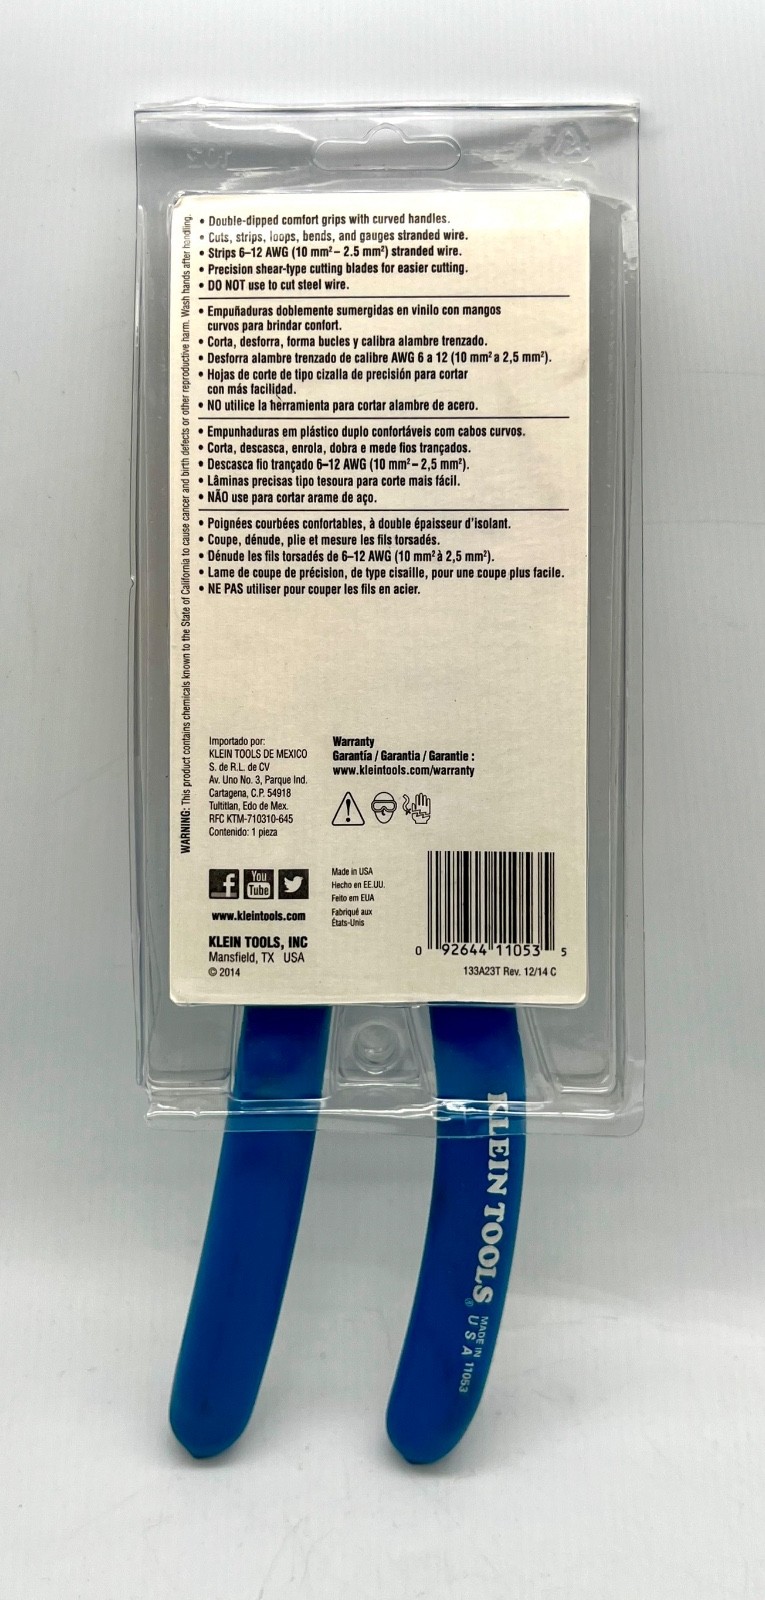 • Double-dipped comfort grips with curved handles.
• Cuts, strips, loops, bends, and gauges stranded wire.
• Strips 6–12 AWG (10 mm² – 2.5 mm²) stranded wire.
• Precision shear-type cutting blades for easier cutting.
• DO NOT use to cut steel wire.
• Empuñaduras doblemente sumergidas en vinilo con mangos
curvos para brindar confort.
• Corta, desforra, forma bucles y calibra alambre trenzado.
• Desforra alambre trenzado de calibre AWG 6 a 12 (10 mm² a 2,5 mm²).
• Hojas de corte de tipo cizalla de precisión para cortar
con más facilidad.
• NO utilice la herramienta para cortar alambre de acero.
• Empunhaduras em plástico duplo confortáveis com cabos curvos.
• Corta, descasca, enrola, dobra e mede fios trançados.
• Descasca fio trançado 6–12 AWG (10 mm² – 2,5 mm²).
• Lâminas precisas tipo tesoura para corte mais fácil.
• NÃO use para cortar arame de aço.
• Poignées courbées confortables, à double épaisseur d'isolant.
• Coupe, dénude, plie et mesure les fils torsadés.
• Dénude les fils torsadés de 6–12 AWG (10 mm² à 2,5 mm²).
• Lame de coupe de précision, de type cisaille, pour une coupe plus facile.
• NE PAS utiliser pour couper les fils en acier.
WARNING: This product contains chemicals known to the State of California to cause cancer and birth defects or other reproductive harm. Wash hands after handling.
Importado por:
KLEIN TOOLS DE MEXICO
S. de R.L. de CV
Av. Uno No. 3, Parque Ind.
Cartagena, C.P. 54918
Tultitlan, Edo de Mex.
RFC KTM-710310-645
Contenido: 1 pieza
Warranty
Garantía / Garantia / Garantie :
www.kleintools.com/warranty
f
You
Tube
www.kleintools.com
KLEIN TOOLS, INC
Mansfield, TX USA
© 2014
Made in USA
Hecho en EE.UU.
Feito em EUA
Fabriqué aux
États-Unis
0 92644 11053 5
133A23T Rev. 12/14 C
KLEIN TOOLS®
MADE IN
USA 11053